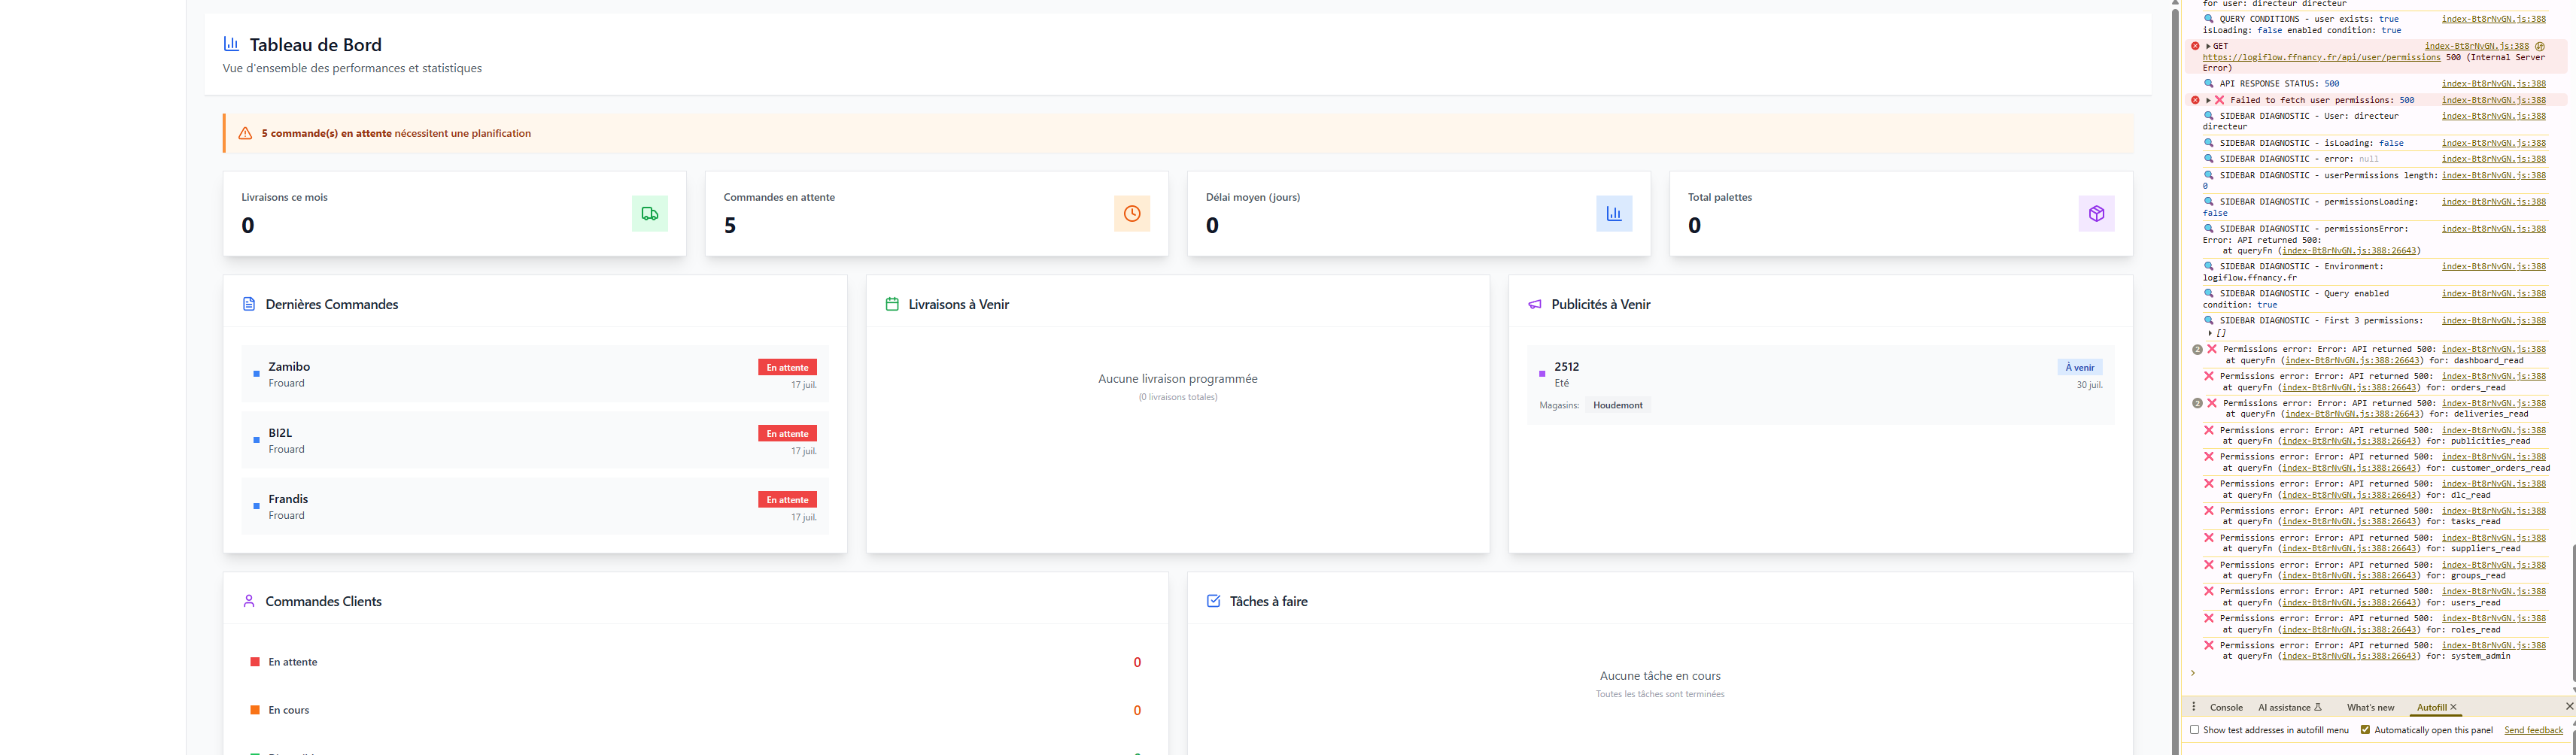 Tableau de Bord
Vue d'ensemble des performances et statistiques
5 commande(s) en attente nécessitent une planification
Livraisons ce mois
0
Commandes en attente
5
Délai moyen (jours)
0
Total palettes
0
Dernières Commandes
Zamibo
Frouard
En attente
17 juil.
BI2L
Frouard
En attente
17 juil.
Frandis
Frouard
En attente
17 juil.
Livraisons à Venir
Aucune livraison programmée
(0 livraisons totales)
Publicités à Venir
2512
Eté
À venir
30 juil.
Magasins: Houdemont
Commandes Clients
En attente
0
En cours
0
Tâches à faire
Aucune tâche en cours
Toutes les tâches sont terminées
for user: directeur directeur
QUERY CONDITIONS - user exists: true index-Bt8rNvGN.js:388
isLoading: false enabled condition: true
GET index-Bt8rNvGN.js:388
https://logiflow.ffnancy.fr/api/user/permissions 500 (Internal Server
Error)
API RESPONSE STATUS: 500 index-Bt8rNvGN.js:388
Failed to fetch user permissions: 500 index-Bt8rNvGN.js:388
SIDEBAR DIAGNOSTIC - User: directeur index-Bt8rNvGN.js:388
directeur
SIDEBAR DIAGNOSTIC - isLoading: false index-Bt8rNvGN.js:388
SIDEBAR DIAGNOSTIC - error: null index-Bt8rNvGN.js:388
SIDEBAR DIAGNOSTIC - userPermissions length: index-Bt8rNvGN.js:388
0
SIDEBAR DIAGNOSTIC - permissionsLoading: index-Bt8rNvGN.js:388
false
SIDEBAR DIAGNOSTIC - permissionsError: index-Bt8rNvGN.js:388
Error: API returned 500:
at queryFn (index-Bt8rNvGN.js:388:26643)
SIDEBAR DIAGNOSTIC - Environment: index-Bt8rNvGN.js:388
logiflow.ffnancy.fr
SIDEBAR DIAGNOSTIC - Query enabled index-Bt8rNvGN.js:388
condition: true
SIDEBAR DIAGNOSTIC - First 3 permissions: index-Bt8rNvGN.js:388
[]
2 Permissions error: Error: API returned 500: index-Bt8rNvGN.js:388
at queryFn (index-Bt8rNvGN.js:388:26643) for: dashboard_read
Permissions error: Error: API returned 500: index-Bt8rNvGN.js:388
at queryFn (index-Bt8rNvGN.js:388:26643) for: orders_read
2 Permissions error: Error: API returned 500: index-Bt8rNvGN.js:388
at queryFn (index-Bt8rNvGN.js:388:26643) for: deliveries_read
Permissions error: Error: API returned 500: index-Bt8rNvGN.js:388
at queryFn (index-Bt8rNvGN.js:388:26643) for: publicities_read
Permissions error: Error: API returned 500: index-Bt8rNvGN.js:388
at queryFn (index-Bt8rNvGN.js:388:26643) for: customer_orders_read
Permissions error: Error: API returned 500: index-Bt8rNvGN.js:388
at queryFn (index-Bt8rNvGN.js:388:26643) for: dlc_read
Permissions error: Error: API returned 500: index-Bt8rNvGN.js:388
at queryFn (index-Bt8rNvGN.js:388:26643) for: tasks_read
Permissions error: Error: API returned 500: index-Bt8rNvGN.js:388
at queryFn (index-Bt8rNvGN.js:388:26643) for: suppliers_read
Permissions error: Error: API returned 500: index-Bt8rNvGN.js:388
at queryFn (index-Bt8rNvGN.js:388:26643) for: groups_read
Permissions error: Error: API returned 500: index-Bt8rNvGN.js:388
at queryFn (index-Bt8rNvGN.js:388:26643) for: users_read
Permissions error: Error: API returned 500: index-Bt8rNvGN.js:388
at queryFn (index-Bt8rNvGN.js:388:26643) for: roles_read
Permissions error: Error: API returned 500: index-Bt8rNvGN.js:388
at queryFn (index-Bt8rNvGN.js:388:26643) for: system_admin
Console AI assistance What's new Autofill
Show test addresses in autofill menu Automatically open this panel Send feedback